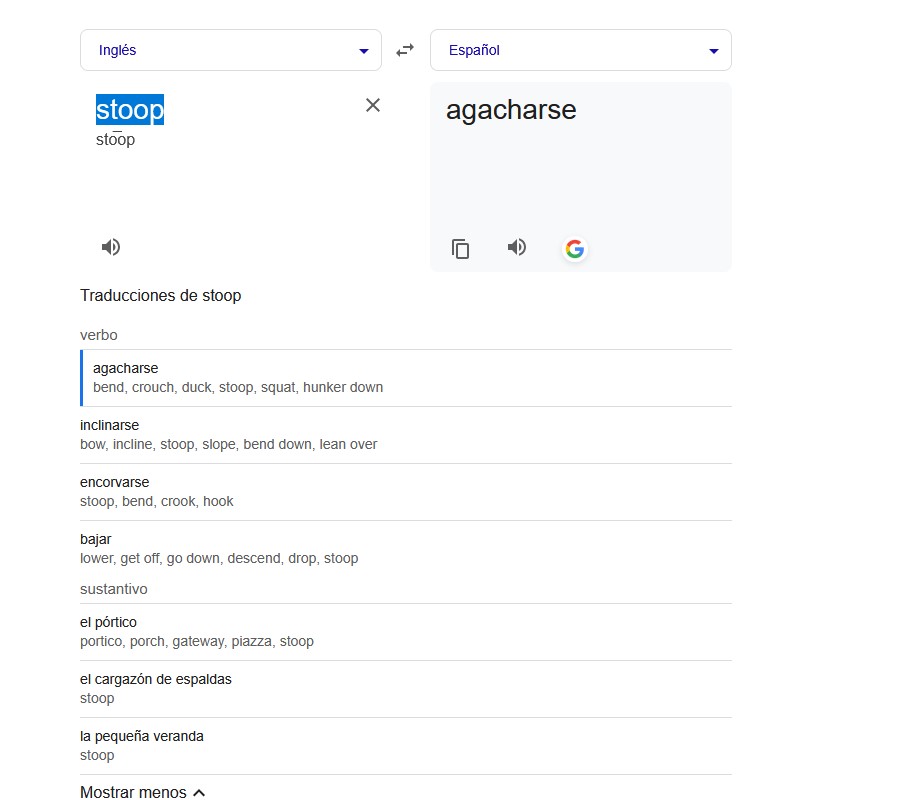 Inglés
Español
stoop
sto͞op
agacharse
Traducciones de stoop
verbo
agacharse
bend, crouch, duck, stoop, squat, hunker down
inclinarse
bow, incline, stoop, slope, bend down, lean over
encorvarse
stoop, bend, crook, hook
bajar
lower, get off, go down, descend, drop, stoop
sustantivo
el pórtico
portico, porch, gateway, piazza, stoop
el cargazón de espaldas
stoop
la pequeña veranda
stoop
Mostrar menos